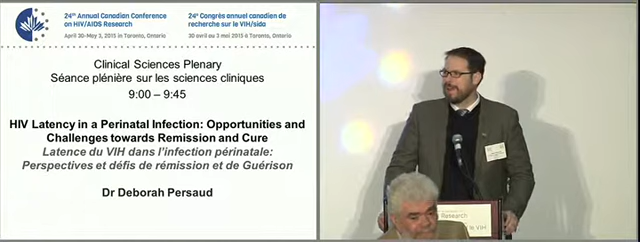 24th Annual Canadian Conference
on HIV/AIDS Research
April 30-May 3, 2015 in Toronto, Ontario
24e Congrès annuel canadien de
recherche sur le VIH/sida
30 avril au 3 mai 2015 à Toronto, Ontario
Clinical Sciences Plenary
Séance plénière sur les sciences cliniques
9:00 – 9:45
HIV Latency in a Perinatal Infection: Opportunities and
Challenges towards Remission and Cure
Latence du VIH dans l'infection périnatale:
Perspectives et défis de rémission et de Guérison
Dr Deborah Persaud
Research
le VIH